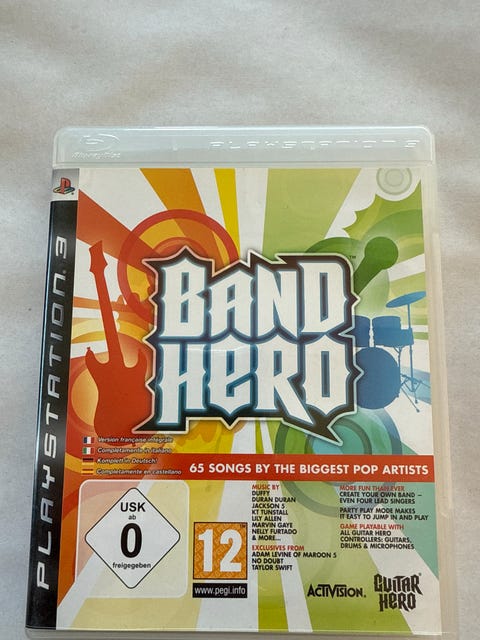 Blu-ray Disc
PLAYSTATION 3
PLAYSTATION 3
BAND HERO
™
Version française intégrale
Completamente in italiano
Komplett in Deutsch!
Completamente en castellano
65 SONGS BY THE BIGGEST POP ARTISTS
USK
ab
0
freigegeben
12
www.pegi.info
MUSIC BY
DUFFY
DURAN DURAN
JACKSON 5
KT TUNSTALL
LILY ALLEN
MARVIN GAYE
NELLY FURTADO
& MORE...
EXCLUSIVES FROM
ADAM LEVINE OF MAROON 5
NO DOUBT
TAYLOR SWIFT
MORE FUN THAN EVER
CREATE YOUR OWN BAND –
EVEN FOUR LEAD SINGERS
PARTY PLAY MODE MAKES
IT EASY TO JUMP IN AND PLAY
GAME PLAYABLE WITH
ALL GUITAR HERO
CONTROLLERS: GUITARS,
DRUMS & MICROPHONES
ACTIVISION.
GUITAR
HERO